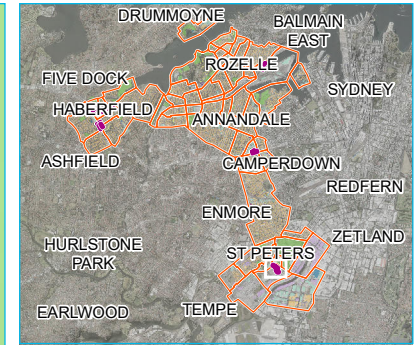 DRUMMOYNE
BALMAIN
EAST
ROZELLE
FIVE DOCK
SYDNEY
HABERFIELD
ANNANDALE
ASHFIELD
CAMPERDOWN
REDFERN
ENMORE
ZETLAND
HURLSTONE
PARK
ST PETERS
EARLWOOD
TEMPE